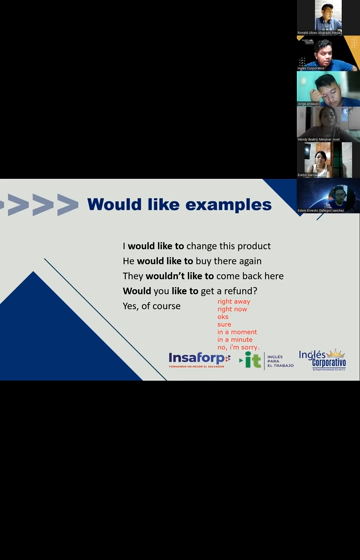 Would like examples
I would like to change this product
He would like to buy there again
They wouldn't like to come back here
Would you like to get a refund?
Yes, of course
right away
right now
oks
sure
in a moment
in a minute
no, i'm sorry.
Insaforp
it
INGLÉS
PARA
EL TRABAJO
Inglés
corporativo